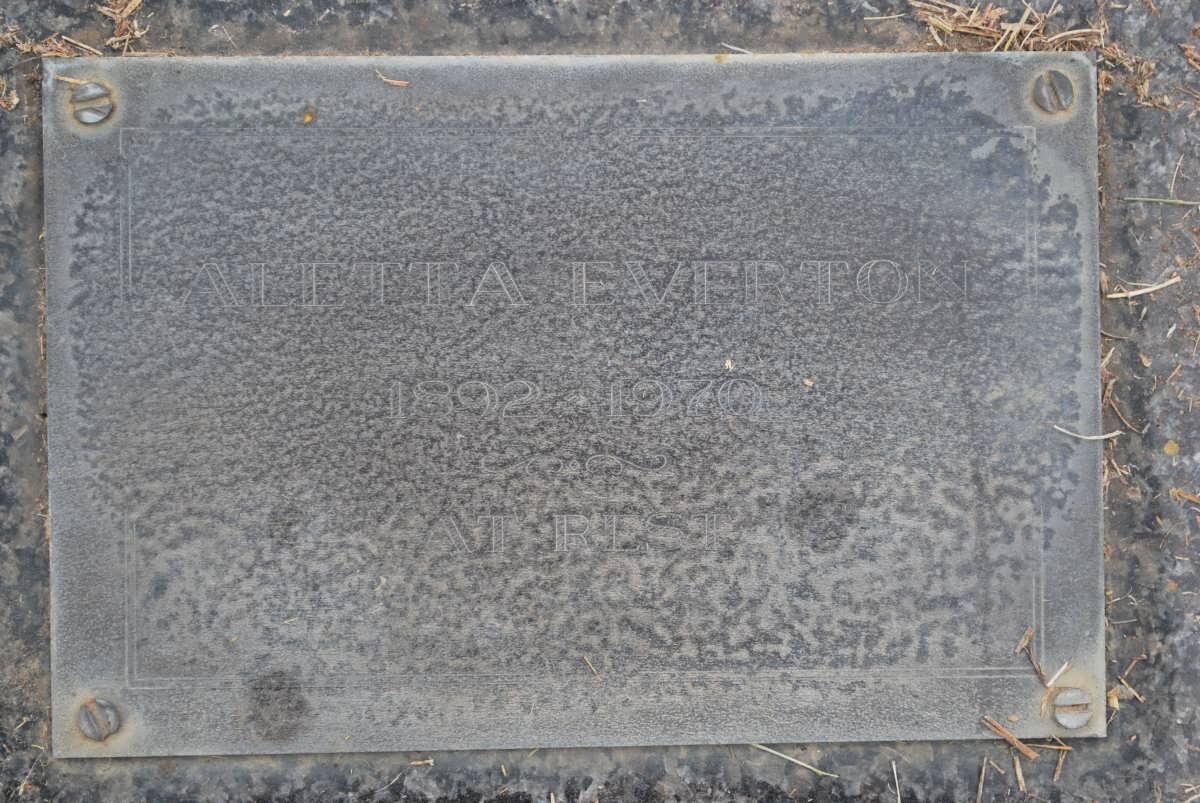 ALETTA EVERTON
1892 - 1970
AT REST